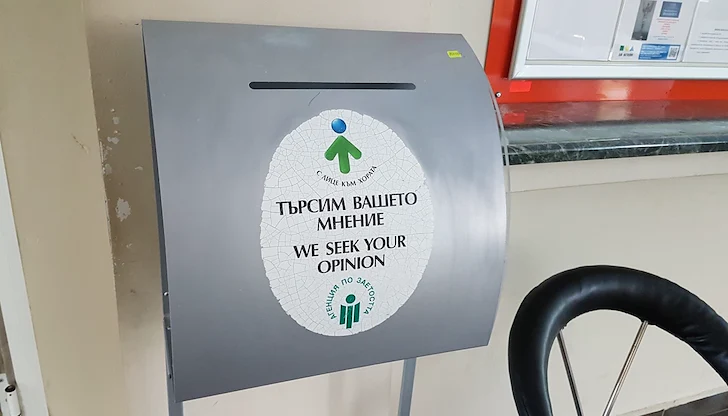 С ЛИЦЕ КЪМ ХОРАТА
ТЪРСИМ ВАШЕТО
МНЕНИЕ
WE SEEK YOUR
OPINION
АГЕНЦИЯ ПО ЗАЕТОСТТА